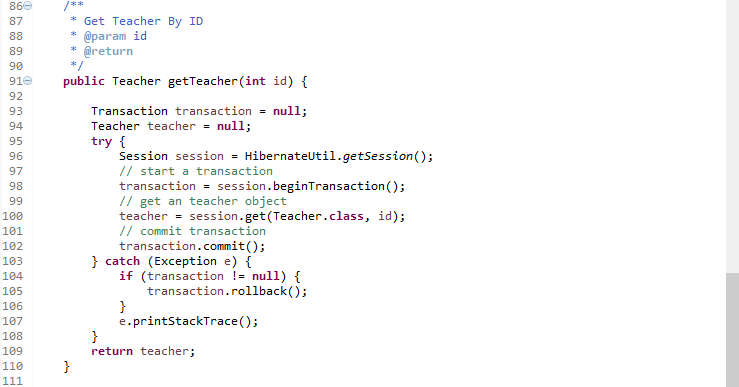 86 /**
87 * Get Teacher By ID
88 * @param id
89 * @return
90 */
91 public Teacher getTeacher(int id) {
92
93 Transaction transaction = null;
94 Teacher teacher = null;
95 try {
96 Session session = HibernateUtil.getSession();
97 // start a transaction
98 transaction = session.beginTransaction();
99 // get an teacher object
100 teacher = session.get(Teacher.class, id);
101 // commit transaction
102 transaction.commit();
103 } catch (Exception e) {
104 if (transaction != null) {
105 transaction.rollback();
106 }
107 e.printStackTrace();
108 }
109 return teacher;
110 }
111